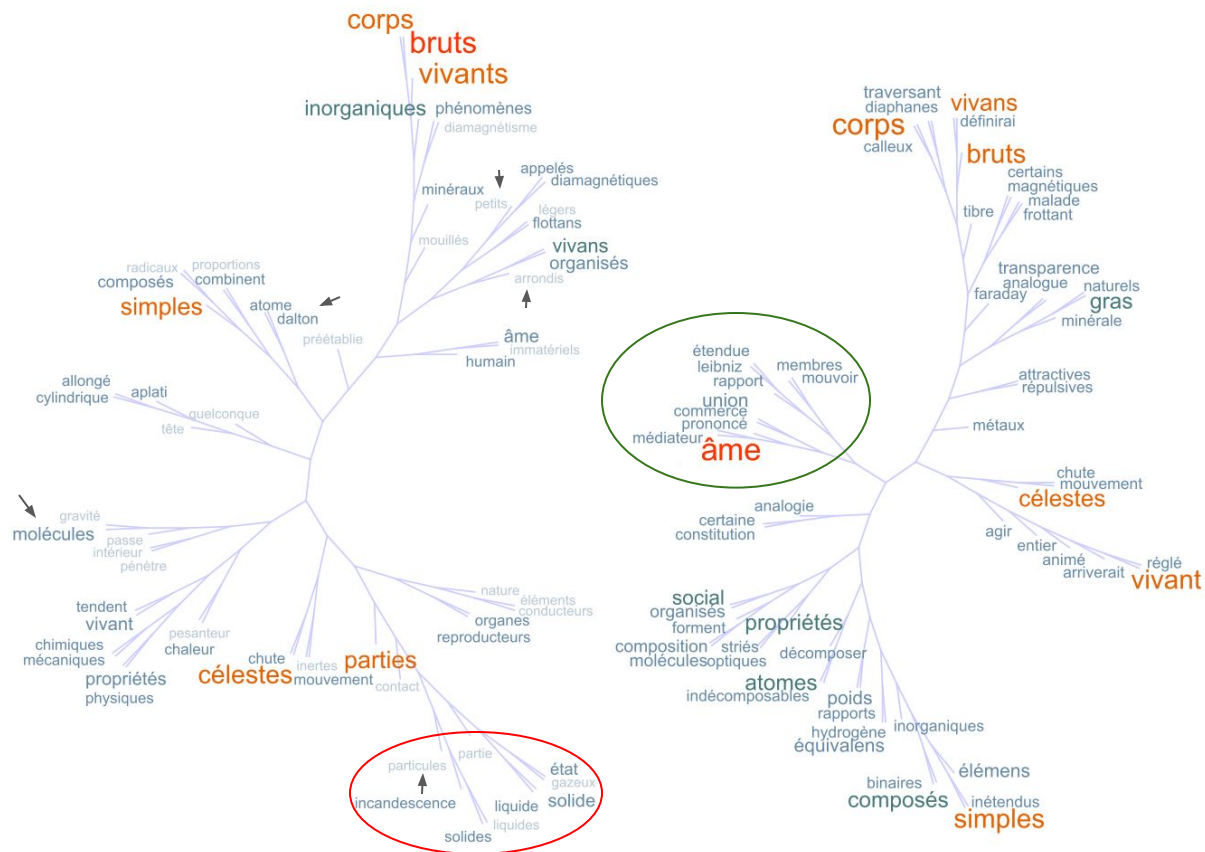 corps
bruts
vivants
inorganiques
phénomènes
diamagnétisme
appelés
diamagnétiques
minéraux
petits
légers
flottans
mouillés
vivans
organisés
arrondis
radicaux
proportions
composés
combinent
simples
atome
dalton
préétablie
âme
immatériels
humain
allongé
cylindrique
aplati
quelconque
tête
gravité
molécules
passe
intérieur
pénètre
tendent
vivant
chimiques
mécaniques
pesanteur
chaleur
propriétés
physiques
chute
célestes
inertes
mouvement
parties
contact
nature
éléments
conducteurs
organes
reproducteurs
particules
partie
état
gazeux
incandescence
liquide
solide
liquides
solides
traversant
diaphanes
vivans
définirai
corps
calleux
bruts
certains
magnétiques
malade
frottant
tibre
transparence
analogue
naturels
faraday
gras
minérale
étendue
leibniz
rapport
membres
mouvoir
union
commerce
prononcé
médiateur
âme
attractives
répulsives
métaux
chute
mouvement
célestes
analogie
certaine
constitution
agir
entier
animé
arriverait
réglé
vivant
social
organisés
forment
propriétés
composition
molécules
striés
optiques
décomposer
atomes
indécomposables
poids
rapports
hydrogène
équivalens
inorganiques
binaires
composés
élémens
inétendus
simples